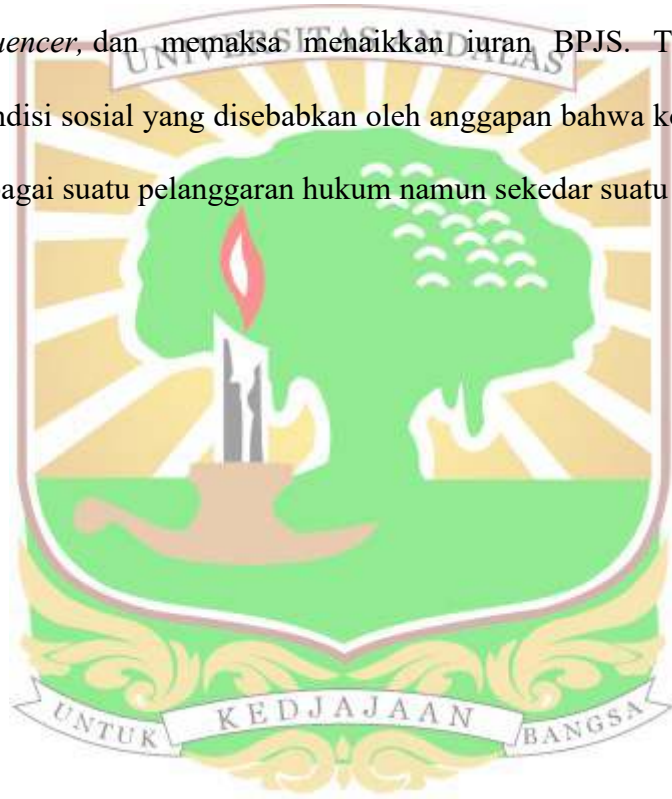 uencer, dan memaksa menaikkan iuran BPJS. T
UNIVERSITAS ANDALAS
ndisi sosial yang disebabkan oleh anggapan bahwa ke
bagai suatu pelanggaran hukum namun sekedar suatu
UNTUK KEDJAJAAN BANGSA